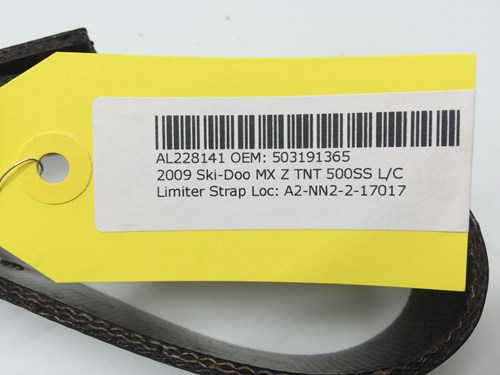 AL228141 OEM: 503191365
2009 Ski-Doo MX Z TNT 500SS L/C
Limiter Strap Loc: A2-NN2-2-17017